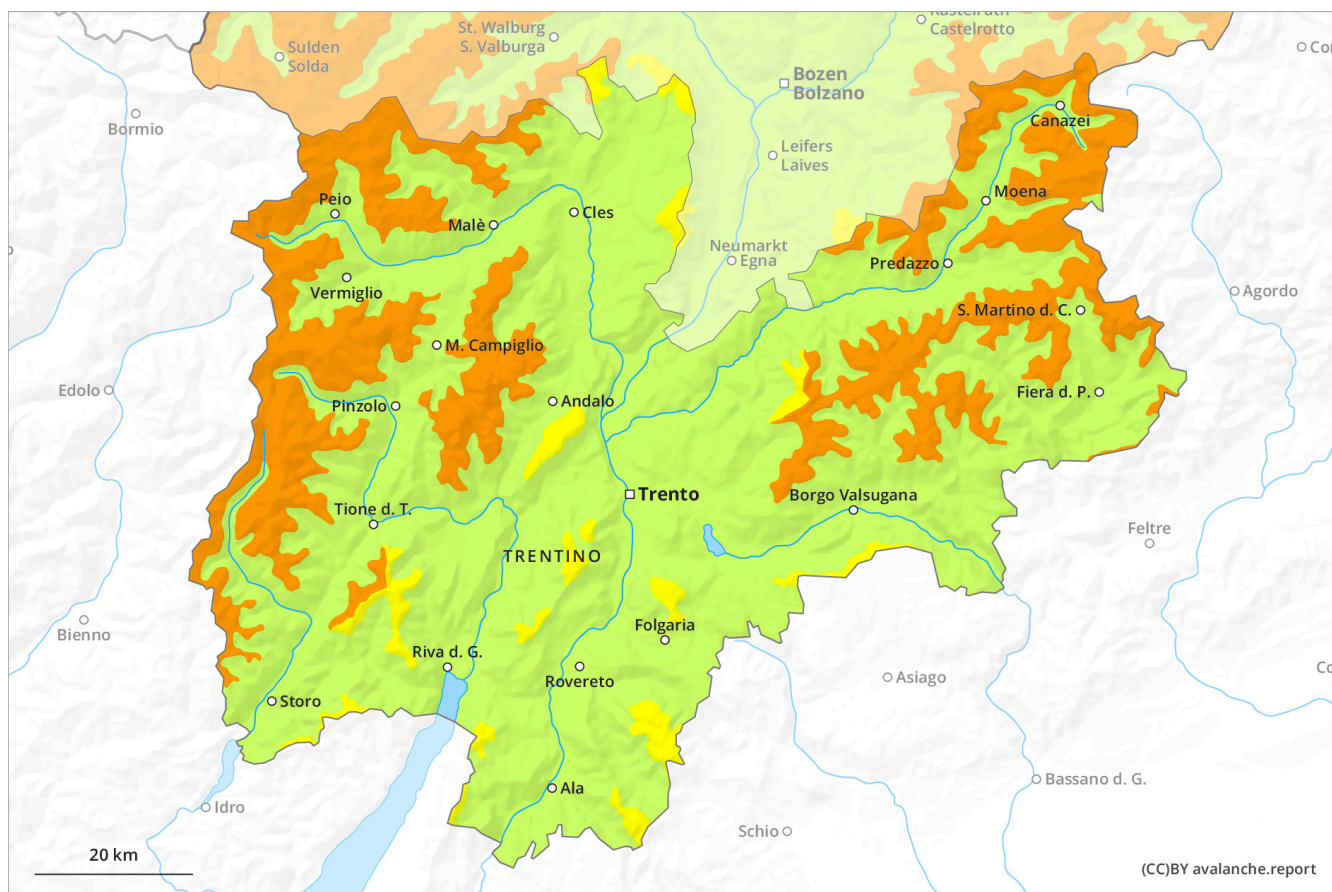 St. Walburg
S. Valburga
Kastelruth
Castelrotto
Sulden
Solda
Bozen
Bolzano
Bormio
Canazei
Leifers
Laives
Peio
Moena
Malè
Cles
Neumarkt
Egna
Predazzo
Vermiglio
Agordo
S. Martino d. C.
M. Campiglio
Edolo
Fiera d. P.
Andalo
Pinzolo
Trento
Borgo Valsugana
Tione d. T.
Feltre
TRENTINO
Bienno
Folgaria
Riva d. G.
Rovereto
Asiago
Storo
Bassano d. G.
Ala
Idro
Schio
20 km
(CC)BY avalanche.report